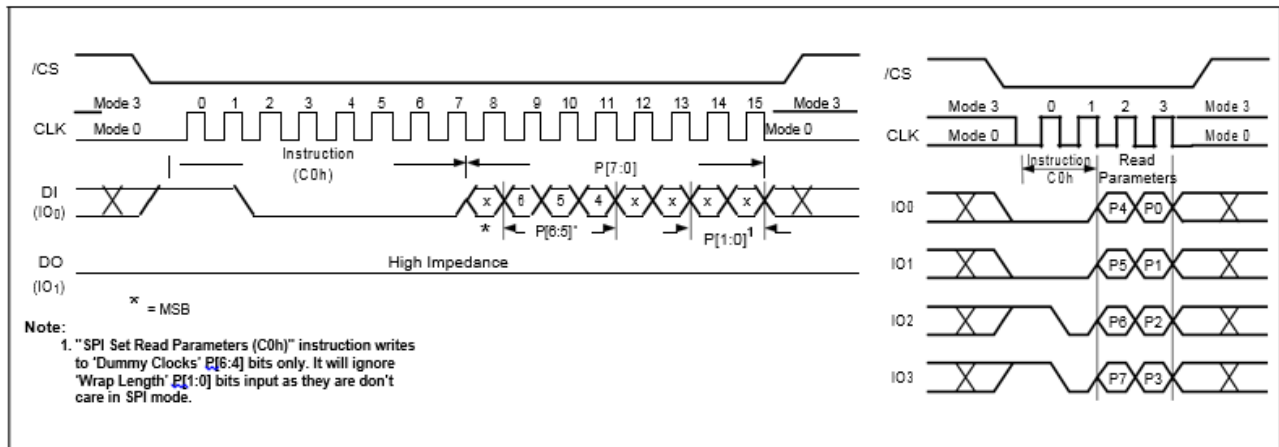 /CS
Mode 3 0 1 2 3 4 5 6 7 8 9 10 11 12 13 14 15 Mode 3
CLK Mode 0 Mode 0
Instruction
(C0h)
P[7:0]
DI
(IO0)
x 6 5 4 x x x x
* P[6:5]* P[1:0]1
DO
(IO1)
High Impedance
* = MSB
Note:
1. "SPI Set Read Parameters (C0h)" instruction writes
to 'Dummy Clocks' P[6:4] bits only. It will ignore
'Wrap Length' P[1:0] bits input as they are don't
care in SPI mode.
/CS
Mode 3 0 1 2 3 Mode 3
CLK Mode 0 Mode 0
Instruction
C0h
Read
Parameters
IO0 P4 P0
IO1 P5 P1
IO2 P6 P2
IO3 P7 P3